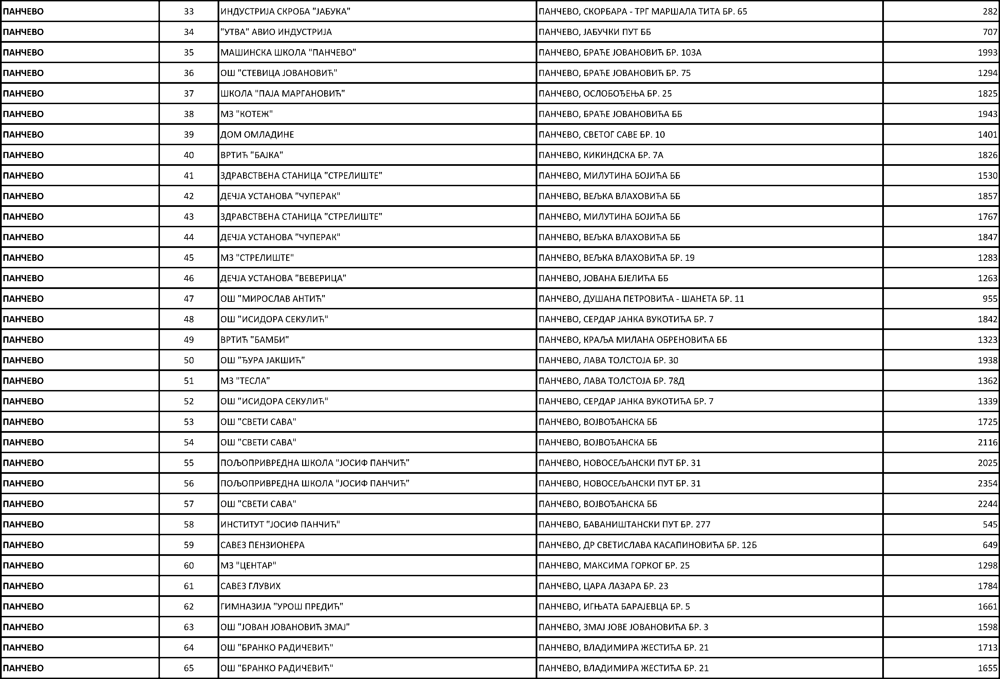 ПАНЧЕВО 33 ИНДУСТРИЈА СКРОБА "ЈАБУКА" ПАНЧЕВО, СКОРБАРА - ТРГ МАРШАЛА ТИТА БР. 65 282
ПАНЧЕВО 34 "УТВА" АВИО ИНДУСТРИЈА ПАНЧЕВО, ЈАБУЧКИ ПУТ ББ 707
ПАНЧЕВО 35 МАШИНСКА ШКОЛА "ПАНЧЕВО" ПАНЧЕВО, БРАЋЕ ЈОВАНОВИЋ БР. 103А 1993
ПАНЧЕВО 36 ОШ "СТЕВИЦА ЈОВАНОВИЋ" ПАНЧЕВО, БРАЋЕ ЈОВАНОВИЋ БР. 75 1294
ПАНЧЕВО 37 ШКОЛА "ПАЈА МАРГАНОВИЋ" ПАНЧЕВО, ОСЛОБОЂЕЊА БР. 25 1825
ПАНЧЕВО 38 МЗ "КОТЕЖ" ПАНЧЕВО, БРАЋЕ ЈОВАНОВИЋА ББ 1943
ПАНЧЕВО 39 ДОМ ОМЛАДИНЕ ПАНЧЕВО, СВЕТОГ САВЕ БР. 10 1401
ПАНЧЕВО 40 ВРТИЋ "БАЈКА" ПАНЧЕВО, КИКИНДСКА БР. 7А 1826
ПАНЧЕВО 41 ЗДРАВСТВЕНА СТАНИЦА "СТРЕЛИШТЕ" ПАНЧЕВО, МИЛУТИНА БОЈИЋА ББ 1530
ПАНЧЕВО 42 ДЕЧЈА УСТАНОВА "ЧУПЕРАК" ПАНЧЕВО, ВЕЉКА ВЛАХОВИЋА ББ 1857
ПАНЧЕВО 43 ЗДРАВСТВЕНА СТАНИЦА "СТРЕЛИШТЕ" ПАНЧЕВО, МИЛУТИНА БОЈИЋА ББ 1767
ПАНЧЕВО 44 ДЕЧЈА УСТАНОВА "ЧУПЕРАК" ПАНЧЕВО, ВЕЉКА ВЛАХОВИЋА ББ 1847
ПАНЧЕВО 45 МЗ "СТРЕЛИШТЕ" ПАНЧЕВО, ВЕЉКА ВЛАХОВИЋА БР. 19 1283
ПАНЧЕВО 46 ДЕЧЈА УСТАНОВА "ВЕВЕРИЦА" ПАНЧЕВО, ЈОВАНА БЈЕЛИЋА ББ 1263
ПАНЧЕВО 47 ОШ "МИРОСЛАВ АНТИЋ" ПАНЧЕВО, ДУШАНА ПЕТРОВИЋА - ШАНЕТА БР. 11 955
ПАНЧЕВО 48 ОШ "ИСИДОРА СЕКУЛИЋ" ПАНЧЕВО, СЕРДАР ЈАНКА ВУКОТИЋА БР. 7 1842
ПАНЧЕВО 49 ВРТИЋ "БАМБИ" ПАНЧЕВО, КРАЉА МИЛАНА ОБРЕНОВИЋА ББ 1323
ПАНЧЕВО 50 ОШ "ЂУРА ЈАКШИЋ" ПАНЧЕВО, ЛАВА ТОЛСТОЈА БР. 30 1938
ПАНЧЕВО 51 МЗ "ТЕСЛА" ПАНЧЕВО, ЛАВА ТОЛСТОЈА БР. 78Д 1362
ПАНЧЕВО 52 ОШ "ИСИДОРА СЕКУЛИЋ" ПАНЧЕВО, СЕРДАР ЈАНКА ВУКОТИЋА БР. 7 1339
ПАНЧЕВО 53 ОШ "СВЕТИ САВА" ПАНЧЕВО, ВОЈВОЂАНСКА ББ 1725
ПАНЧЕВО 54 ОШ "СВЕТИ САВА" ПАНЧЕВО, ВОЈВОЂАНСКА ББ 2116
ПАНЧЕВО 55 ПОЉОПРИВРЕДНА ШКОЛА "ЈОСИФ ПАНЧИЋ" ПАНЧЕВО, НОВОСЕЉАНСКИ ПУТ БР. 31 2025
ПАНЧЕВО 56 ПОЉОПРИВРЕДНА ШКОЛА "ЈОСИФ ПАНЧИЋ" ПАНЧЕВО, НОВОСЕЉАНСКИ ПУТ БР. 31 2354
ПАНЧЕВО 57 ОШ "СВЕТИ САВА" ПАНЧЕВО, ВОЈВОЂАНСКА ББ 2244
ПАНЧЕВО 58 ИНСТИТУТ "ЈОСИФ ПАНЧИЋ" ПАНЧЕВО, БАВАНИШТАНСКИ ПУТ БР. 277 545
ПАНЧЕВО 59 САВЕЗ ПЕНЗИОНЕРА ПАНЧЕВО, ДР СВЕТИСЛАВА КАСАПИНОВИЋА БР. 12Б 649
ПАНЧЕВО 60 МЗ "ЦЕНТАР" ПАНЧЕВО, МАКСИМА ГОРКОГ БР. 25 1298
ПАНЧЕВО 61 САВЕЗ ГЛУВИХ ПАНЧЕВО, ЦАРА ЛАЗАРА БР. 23 1784
ПАНЧЕВО 62 ГИМНАЗИЈА "УРОШ ПРЕДИЋ" ПАНЧЕВО, ИГЊАТА БАРАЈЕВЦА БР. 5 1661
ПАНЧЕВО 63 ОШ "ЈОВАН ЈОВАНОВИЋ ЗМАЈ" ПАНЧЕВО, ЗМАЈ ЈОВЕ ЈОВАНОВИЋА БР. 3 1598
ПАНЧЕВО 64 ОШ "БРАНКО РАДИЧЕВИЋ" ПАНЧЕВО, ВЛАДИМИРА ЖЕСТИЋА БР. 21 1713
ПАНЧЕВО 65 ОШ "БРАНКО РАДИЧЕВИЋ" ПАНЧЕВО, ВЛАДИМИРА ЖЕСТИЋА БР. 21 1655